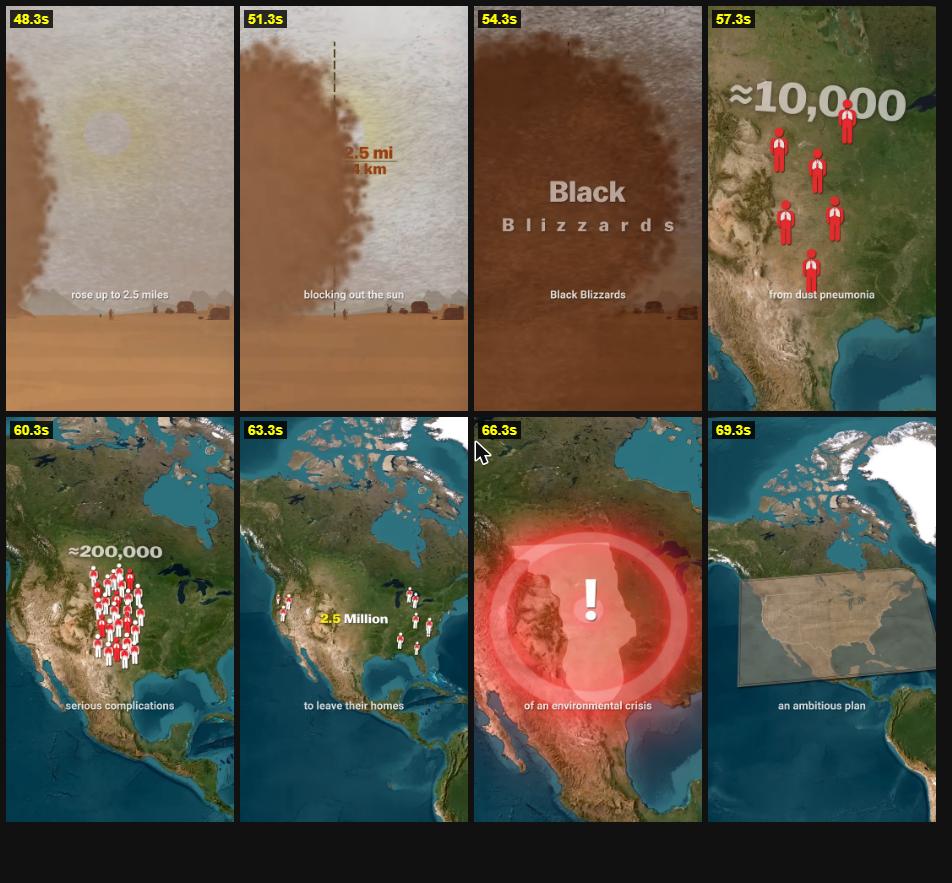 48.3s
rose up to 2.5 miles
51.3s
2.5 mi
4 km
blocking out the sun
54.3s
Black
Blizzards
Black Blizzards
57.3s
≈10,000
from dust pneumonia
60.3s
≈200,000
serious complications
63.3s
2.5 Million
to leave their homes
66.3s
!
of an environmental crisis
69.3s
an ambitious plan